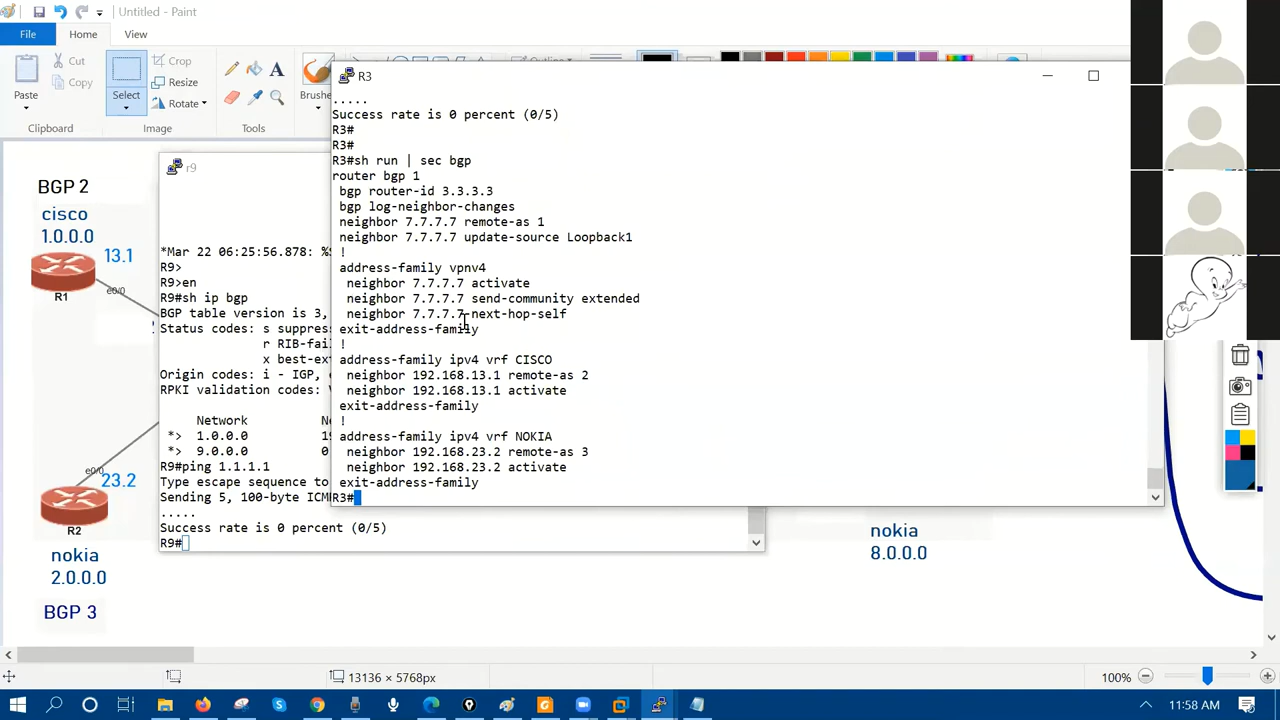 Untitled - Paint
File
Home
View
Paste
Cut
Copy
Clipboard
Select
Crop
Resize
Rotate
Image
Tools
Brushe
Outline
R3
.....
Success rate is 0 percent (0/5)
R3#
R3#
R3#sh run | sec bgp
router bgp 1
bgp router-id 3.3.3.3
bgp log-neighbor-changes
neighbor 7.7.7.7 remote-as 1
neighbor 7.7.7.7 update-source Loopback1
!
address-family vpnv4
neighbor 7.7.7.7 activate
neighbor 7.7.7.7 send-community extended
neighbor 7.7.7.7 next-hop-self
exit-address-family
!
address-family ipv4 vrf CISCO
neighbor 192.168.13.1 remote-as 2
neighbor 192.168.13.1 activate
exit-address-family
!
address-family ipv4 vrf NOKIA
neighbor 192.168.23.2 remote-as 3
neighbor 192.168.23.2 activate
exit-address-family
R3#
r9
*Mar 22 06:25:56.878: %S
R9>
R9>en
R9#sh ip bgp
BGP table version is 3,
Status codes: s suppres
r RIB-fai
x best-ex
Origin codes: i - IGP, e
RPKI validation codes:
Network Ne
*> 1.0.0.0 19
*> 9.0.0.0 0
R9#ping 1.1.1.1
Type escape sequence to
Sending 5, 100-byte ICM
.....
Success rate is 0 percent (0/5)
R9#
BGP 2
cisco
1.0.0.0
13.1
e0/0
R1
2
e0/0
23.2
R2
nokia
2.0.0.0
BGP 3
nokia
8.0.0.0
13136 × 5768px
100%
11:58 AM